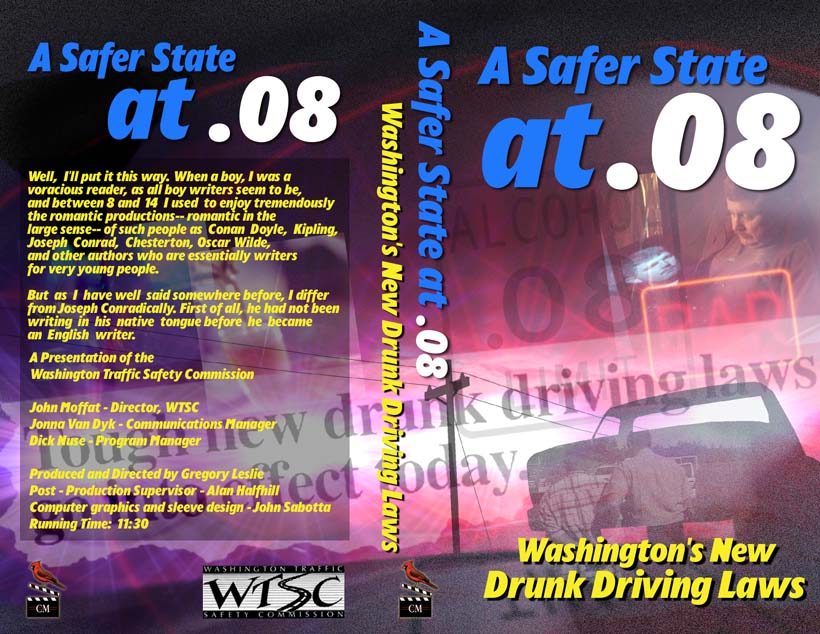 A Safer State
at .08
Well, I'll put it this way. When a boy, I was a
voracious reader, as all boy writers seem to be,
and between 8 and 14 I used to enjoy tremendously
the romantic productions-- romantic in the
large sense-- of such people as Conan Doyle, Kipling,
Joseph Conrad, Chesterton, Oscar Wilde,
and other authors who are essentially writers
for very young people.
But as I have well said somewhere before, I differ
from Joseph Conradically. First of all, he had not been
writing in his native tongue before he became
an English writer.
A Presentation of the
Washington Traffic Safety Commission
John Moffat - Director, WTSC
Jonna Van Dyk - Communications Manager
Dick Nuse - Program Manager
Produced and Directed by Gregory Leslie
Post - Production Supervisor - Alan Halfhill
Computer graphics and sleeve design - John Sabotta
Running Time: 11:30
CM
WASHINGTON TRAFFIC
WTSC
SAFETY COMMISSION
A Safer State at .08
Washington's New Drunk Driving Laws
CM
A Safer State
at .08
ALCOHOL
.08
LIMIT
BAR
Tough new drunk driving laws
go into effect today.
Washington's New
Drunk Driving Laws